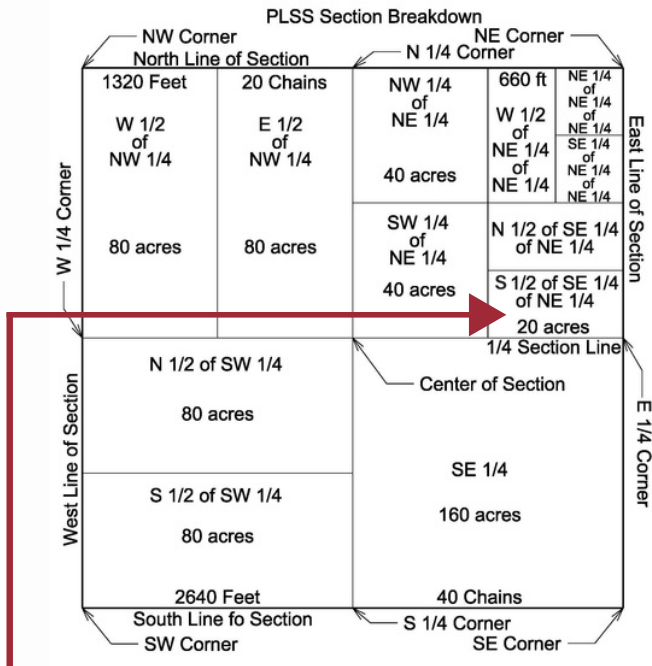 PLSS Section Breakdown
NW Corner
NE Corner
N 1/4 Corner
North Line of Section
1320 Feet
20 Chains
W 1/2
of
NW 1/4
80 acres
E 1/2
of
NW 1/4
80 acres
NW 1/4
of
NE 1/4
40 acres
660 ft
W 1/2
of
NE 1/4
of
NE 1/4
NE 1/4
of
NE 1/4
of
NE 1/4
SE 1/4
of
NE 1/4
of
NE 1/4
East Line of Section
W 1/4 Corner
SW 1/4
of
NE 1/4
40 acres
N 1/2 of SE 1/4
of NE 1/4
S 1/2 of SE 1/4
of NE 1/4
20 acres
1/4 Section Line
Center of Section
E 1/4 Corner
West Line of Section
N 1/2 of SW 1/4
80 acres
S 1/2 of SW 1/4
80 acres
2640 Feet
SE 1/4
160 acres
40 Chains
South Line fo Section
S 1/4 Corner
SW Corner
SE Corner